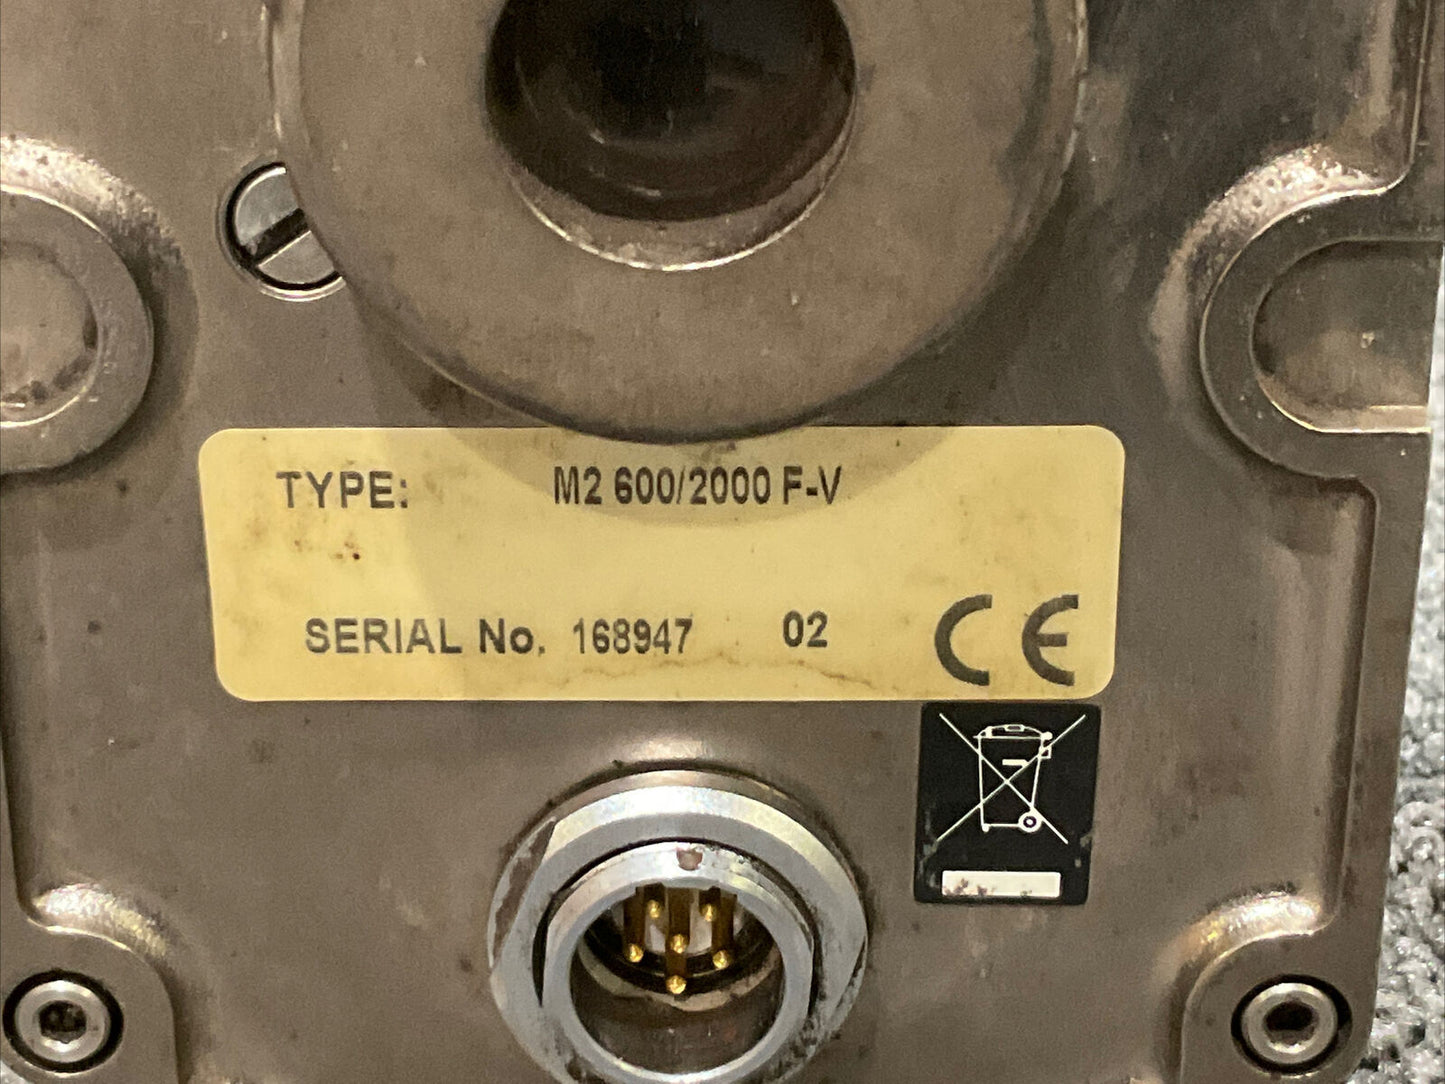 TYPE: M2 600/2000 F-V
SERIAL No. 168947 02 CE